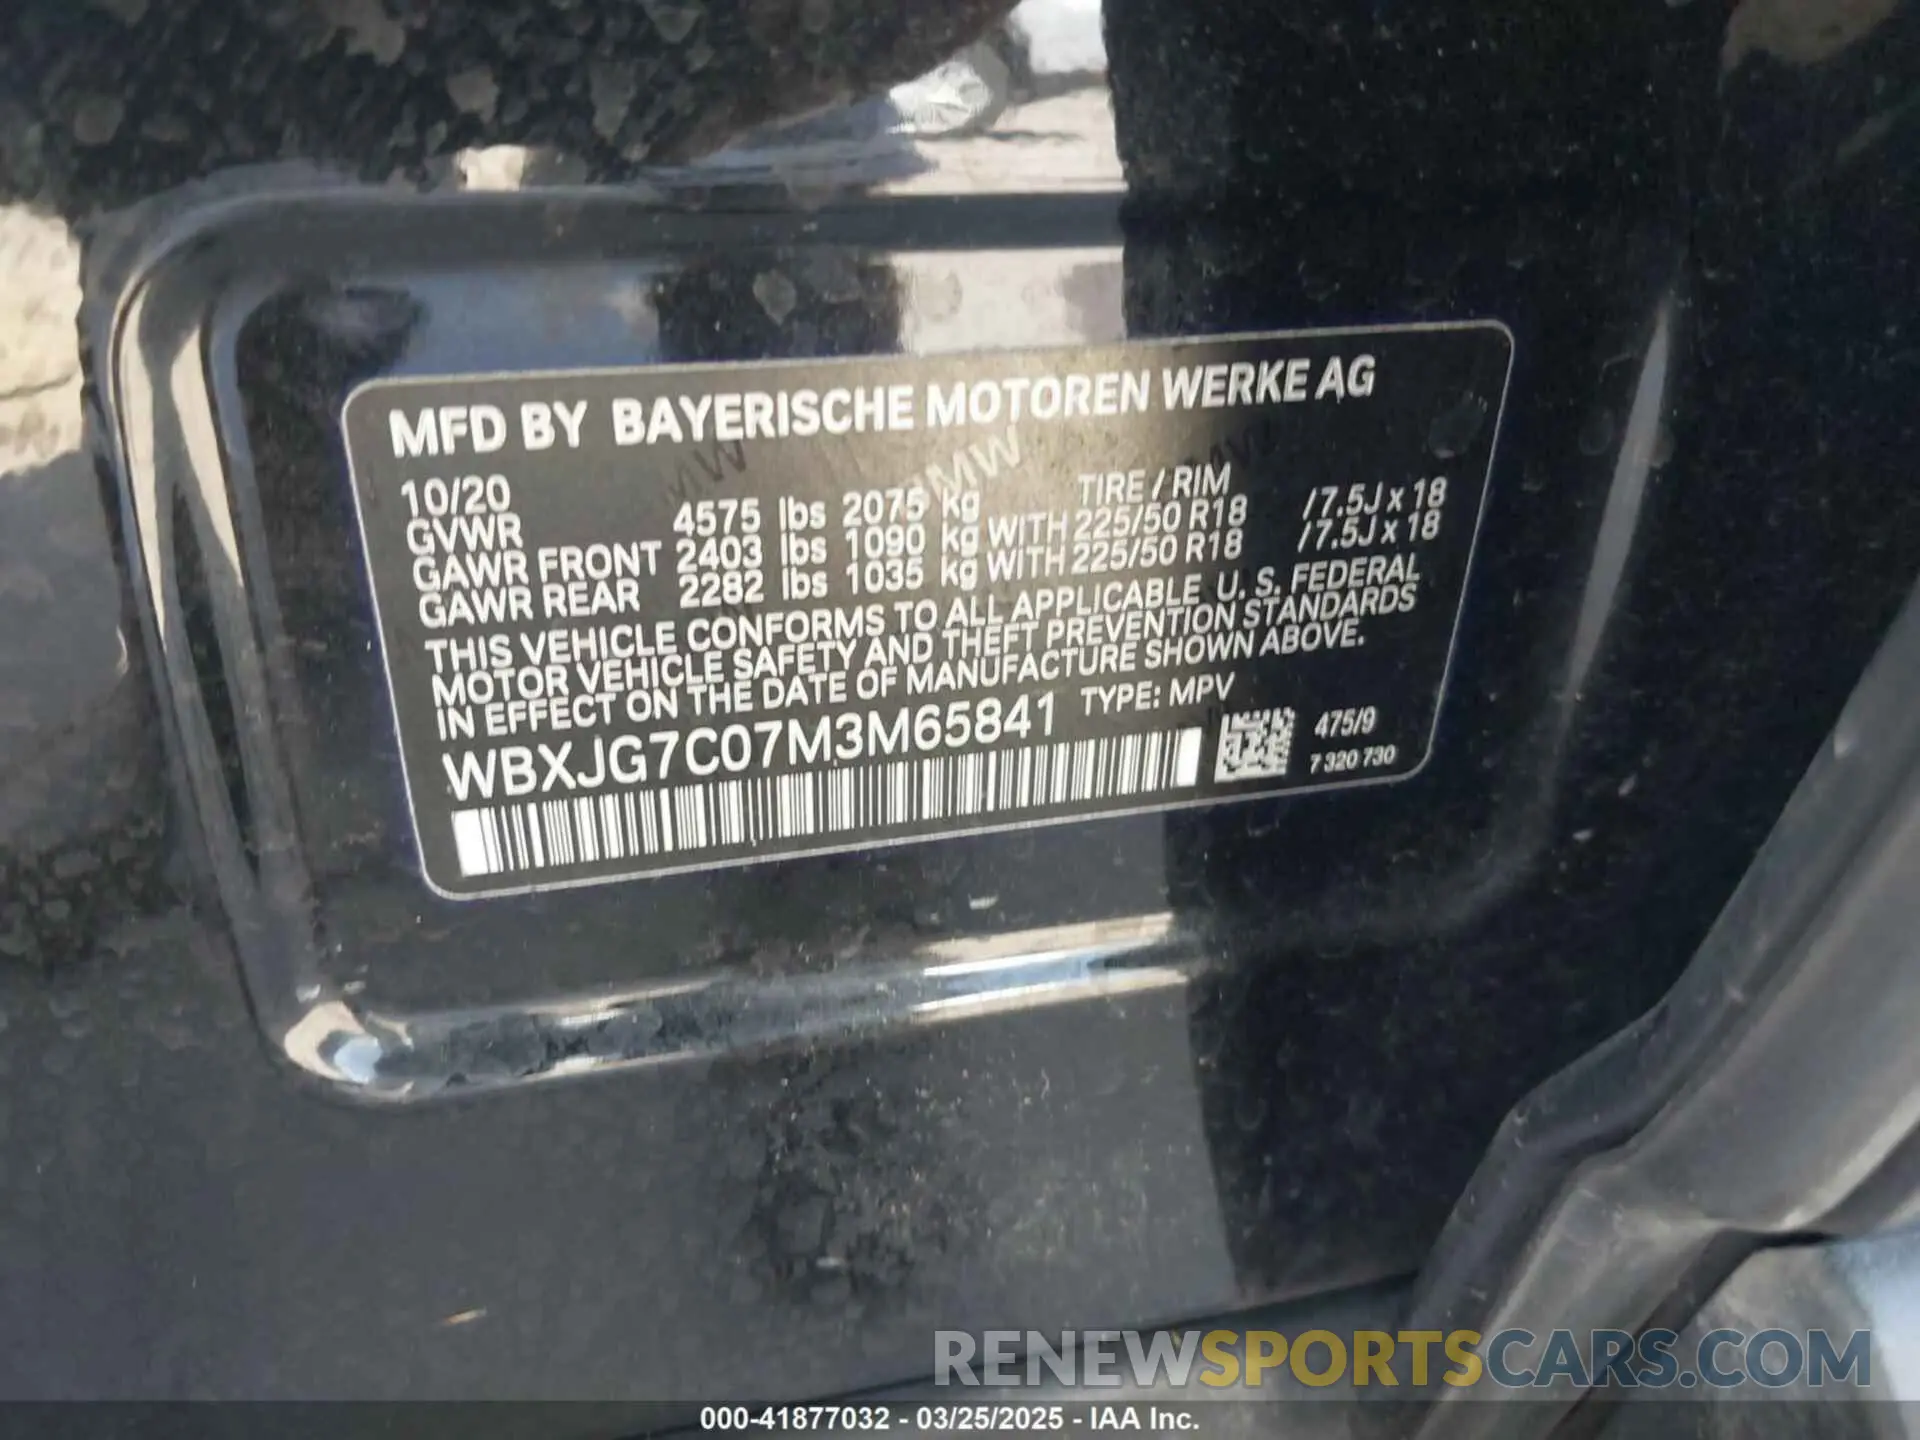 MFD BY BAYERISCHE MOTOREN WERKE AG
10/20 TIRE / RIM
GVWR 4575 lbs 2075 kg
GAWR FRONT 2403 lbs 1090 kg WITH 225/50 R18 /7.5J x 18
GAWR REAR 2282 lbs 1035 kg WITH 225/50 R18 /7.5J x 18
THIS VEHICLE CONFORMS TO ALL APPLICABLE U. S. FEDERAL
MOTOR VEHICLE SAFETY AND THEFT PREVENTION STANDARDS
IN EFFECT ON THE DATE OF MANUFACTURE SHOWN ABOVE.
WBXJG7C07M3M65841 TYPE: MPV
475/9
7 320 730
RENEWSPORTSCARS.COM
000-41877032 - 03/25/2025 - IAA Inc.